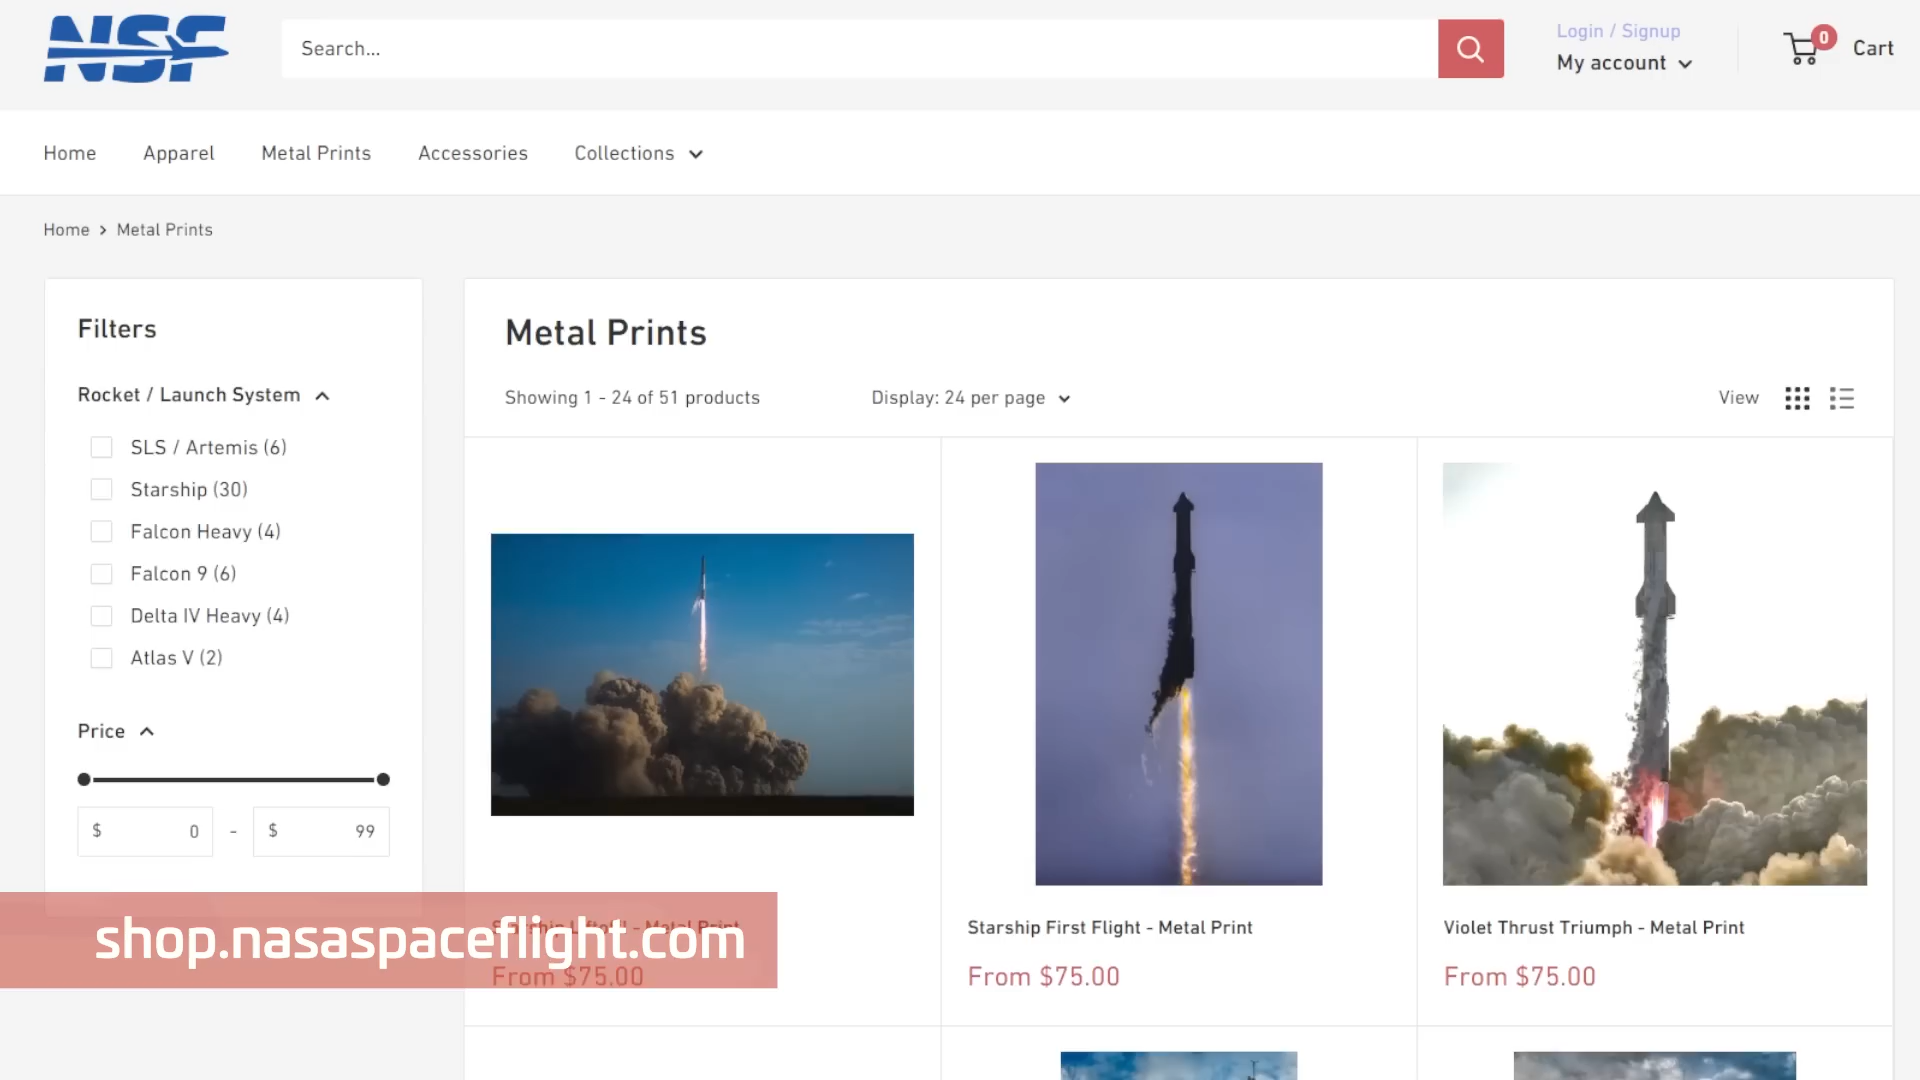 NSF
Search...
Login / Signup
My account
0
Cart
Home
Apparel
Metal Prints
Accessories
Collections
Home > Metal Prints
Filters
Rocket / Launch System
SLS / Artemis (6)
Starship (30)
Falcon Heavy (4)
Falcon 9 (6)
Delta IV Heavy (4)
Atlas V (2)
Price
$ 0 - $ 99
Metal Prints
Showing 1 - 24 of 51 products
Display: 24 per page
View
Starship Liftoff - Metal Print
From $75.00
Starship First Flight - Metal Print
From $75.00
Violet Thrust Triumph - Metal Print
From $75.00
shop.nasaspaceflight.com